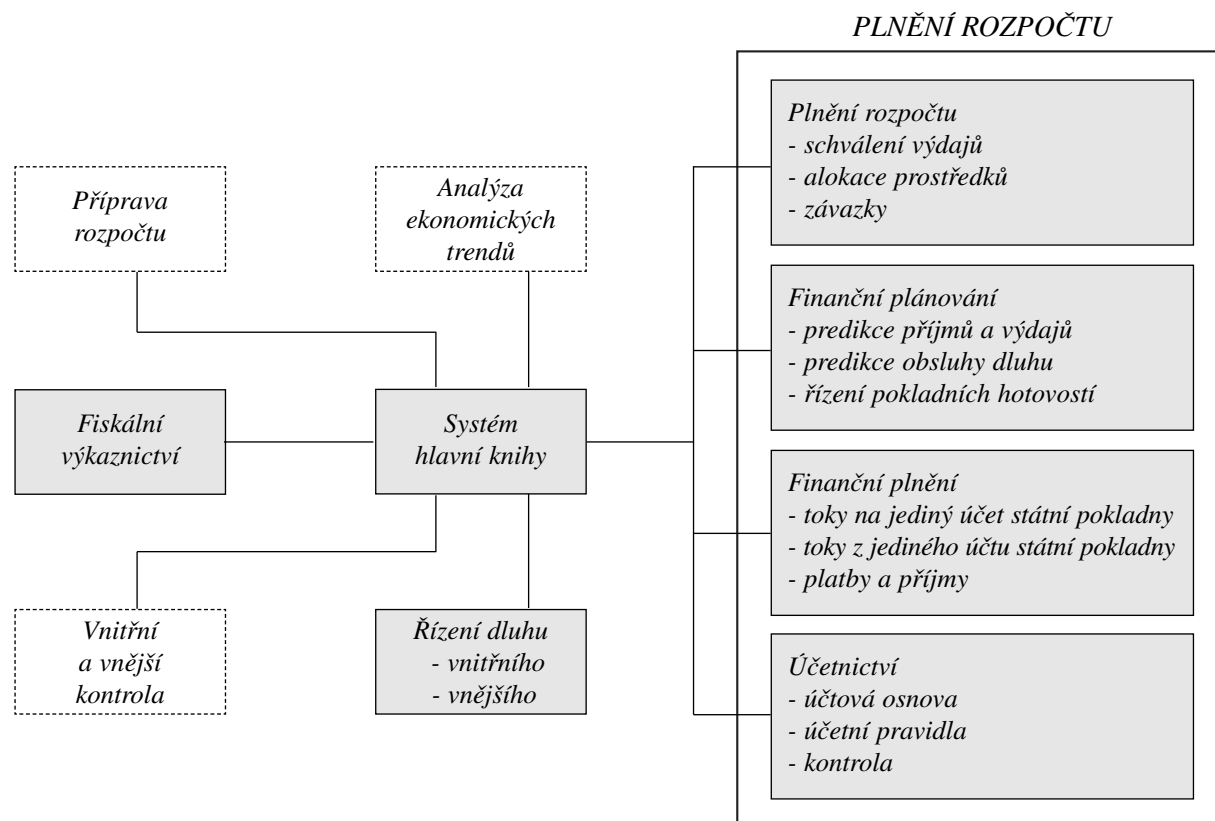 PLNĚNÍ ROZPOČTU
Příprava
rozpočtu
Analýza
ekonomických
trendů
Fiskální
výkaznictví
Systém
hlavní knihy
Vnitřní
a vnější
kontrola
Řízení dluhu
- vnitřního
- vnějšího
Plnění rozpočtu
- schválení výdajů
- alokace prostředků
- závazky
Finanční plánování
- predikce příjmů a výdajů
- predikce obsluhy dluhu
- řízení pokladních hotovostí
Finanční plnění
- toky na jediný účet státní pokladny
- toky z jediného účtu státní pokladny
- platby a příjmy
Účetnictví
- účtová osnova
- účetní pravidla
- kontrola